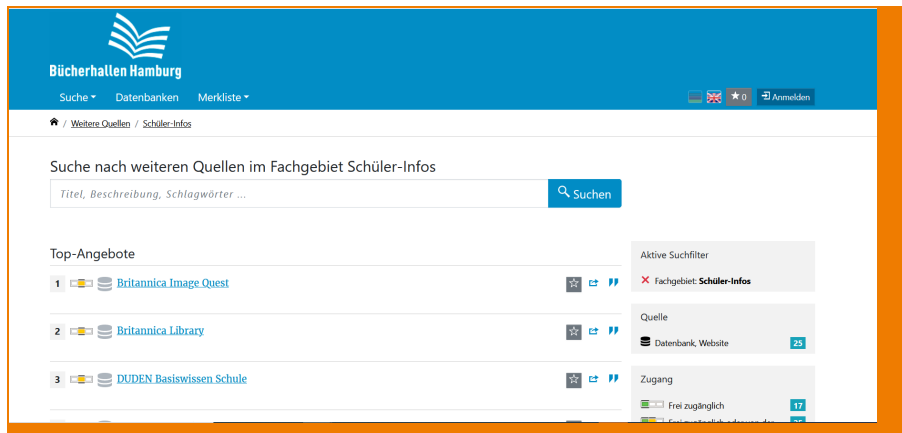 Bücherhallen Hamburg
Suche Datenbanken Merkliste
0 Anmelden
/ Weitere Quellen / Schüler-Infos
Suche nach weiteren Quellen im Fachgebiet Schüler-Infos
Titel, Beschreibung, Schlagwörter ...
Suchen
Top-Angebote
1 Britannica Image Quest
2 Britannica Library
3 DUDEN Basiswissen Schule
Aktive Suchfilter
Fachgebiet: Schüler-Infos
Quelle
Datenbank, Website 25
Zugang
Frei zugänglich 17